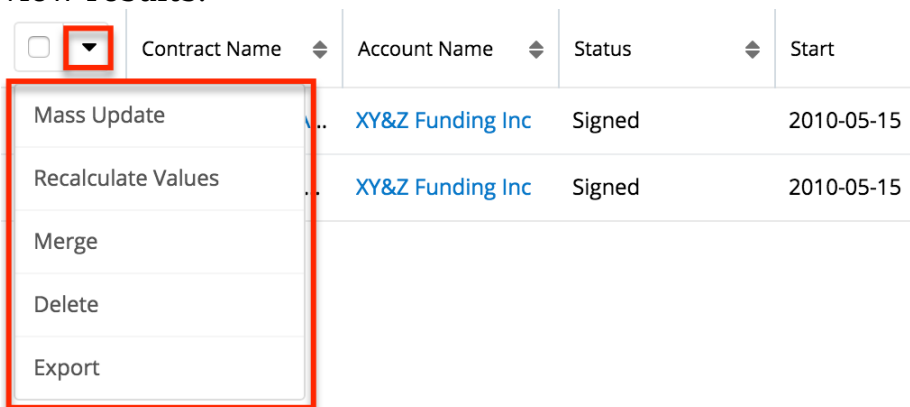 Contract Name Account Name Status Start
Mass Update XY&Z Funding Inc Signed 2010-05-15
Recalculate Values ... XY&Z Funding Inc Signed 2010-05-15
Merge
Delete
Export